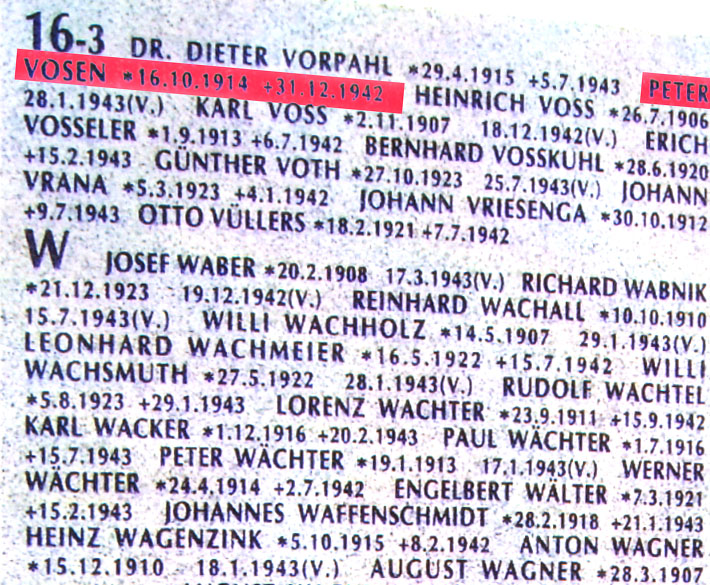 16-3 DR. DIETER VORPAHL *29.4.1915 +5.7.1943 PETER
VOSEN *16.10.1914 +31.12.1942 HEINRICH VOSS *26.7.1906
28.1.1943(V.) KARL VOSS *2.11.1907 18.12.1942(V.) ERICH
VOSSELER *1.9.1913 +6.7.1942 BERNHARD VOSSKUHL *28.6.1920
+15.2.1943 GÜNTHER VOTH *27.10.1923 25.7.1943(V.) JOHANN
VRANA *5.3.1923 +4.1.1942 JOHANN VRIESENGA *30.10.1912
+9.7.1943 OTTO VÜLLERS *18.2.1921 +7.7.1942
W JOSEF WABER *20.2.1908 17.3.1943(V.) RICHARD WABNIK
*21.12.1923 19.12.1942(V.) REINHARD WACHALL *10.10.1910
15.7.1943(V.) WILLI WACHHOLZ *14.5.1907 29.1.1943(V.)
LEONHARD WACHMEIER *16.5.1922 +15.7.1942 WILLI
WACHSMUTH *27.5.1922 28.1.1943(V.) RUDOLF WACHTEL
*5.8.1923 +29.1.1943 LORENZ WACHTER *23.9.1911 +15.9.1942
KARL WACKER *1.12.1916 +20.2.1943 PAUL WÄCHTER *1.7.1916
+15.7.1943 PETER WÄCHTER *19.1.1913 17.1.1943(V.) WERNER
WÄCHTER *24.4.1914 +2.7.1942 ENGELBERT WÄLTER *7.3.1921
+15.2.1943 JOHANNES WAFFENSCHMIDT *28.2.1918 +21.1.1943
HEINZ WAGENZINK *5.10.1915 +8.2.1942 ANTON WAGNER
*15.12.1910 18.1.1943(V.) AUGUST WAGNER *28.3.1907